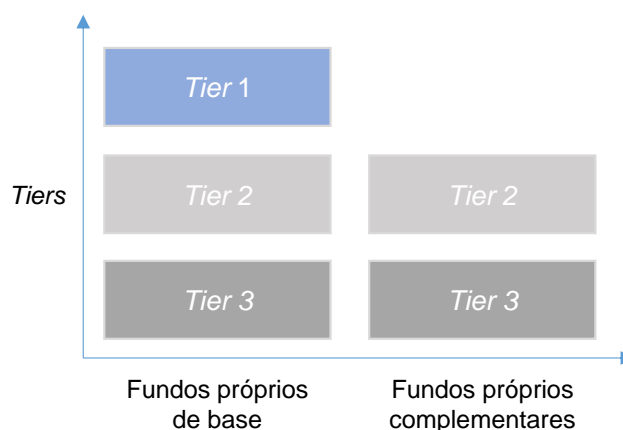 Tier 1
Tiers
Tier 2
Tier 2
Tier 3
Tier 3
Fundos próprios
de base
Fundos próprios
complementares